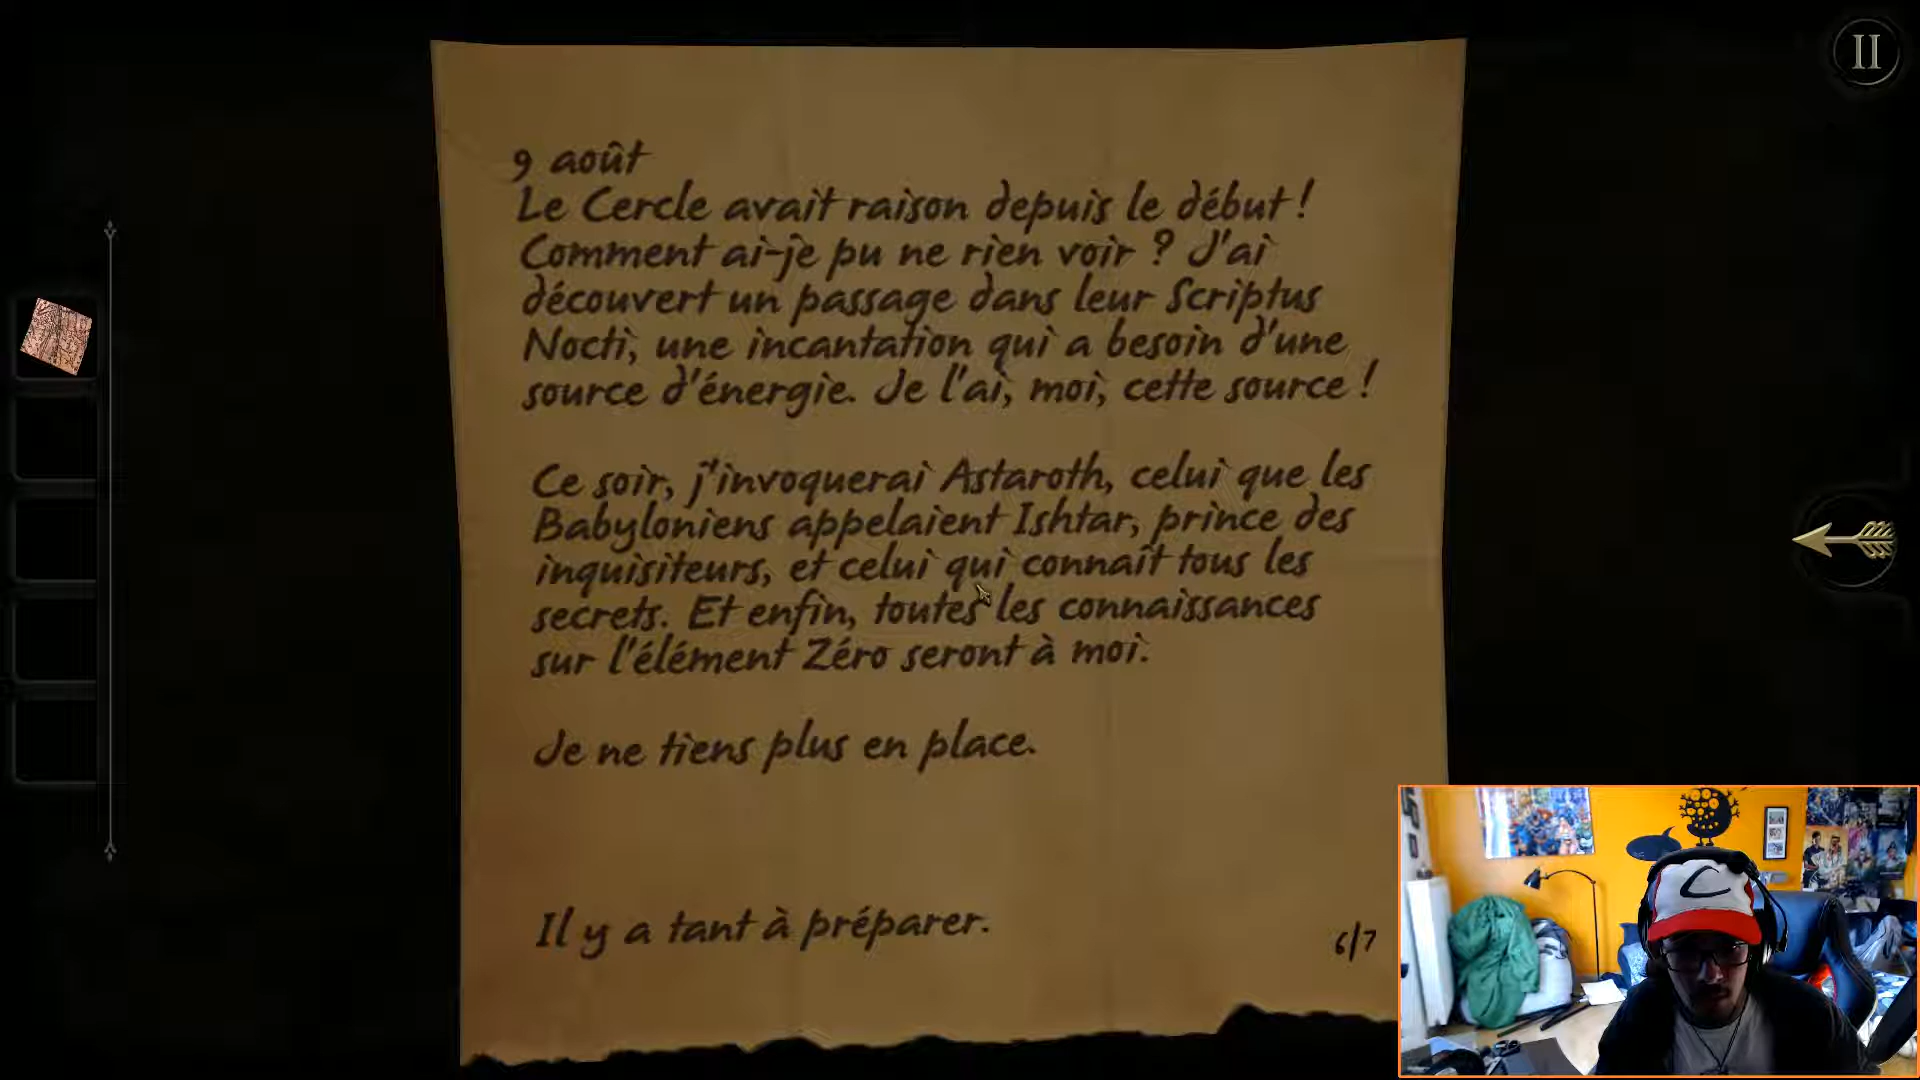 9 août
Le Cercle avait raison depuis le début !
Comment ai-je pu ne rien voir ? J'ai
découvert un passage dans leur Scriptus
Nocti, une incantation qui a besoin d'une
source d'énergie. Je l'ai, moi, cette source !
Ce soir, j'invoquerai Astaroth, celui que les
Babyloniens appelaient Ishtar, prince des
inquisiteurs, et celui qui connaît tous les
secrets. Et enfin, toutes les connaissances
sur l'élément Zéro seront à moi.
Je ne tiens plus en place.
Il y a tant à préparer.
6/7